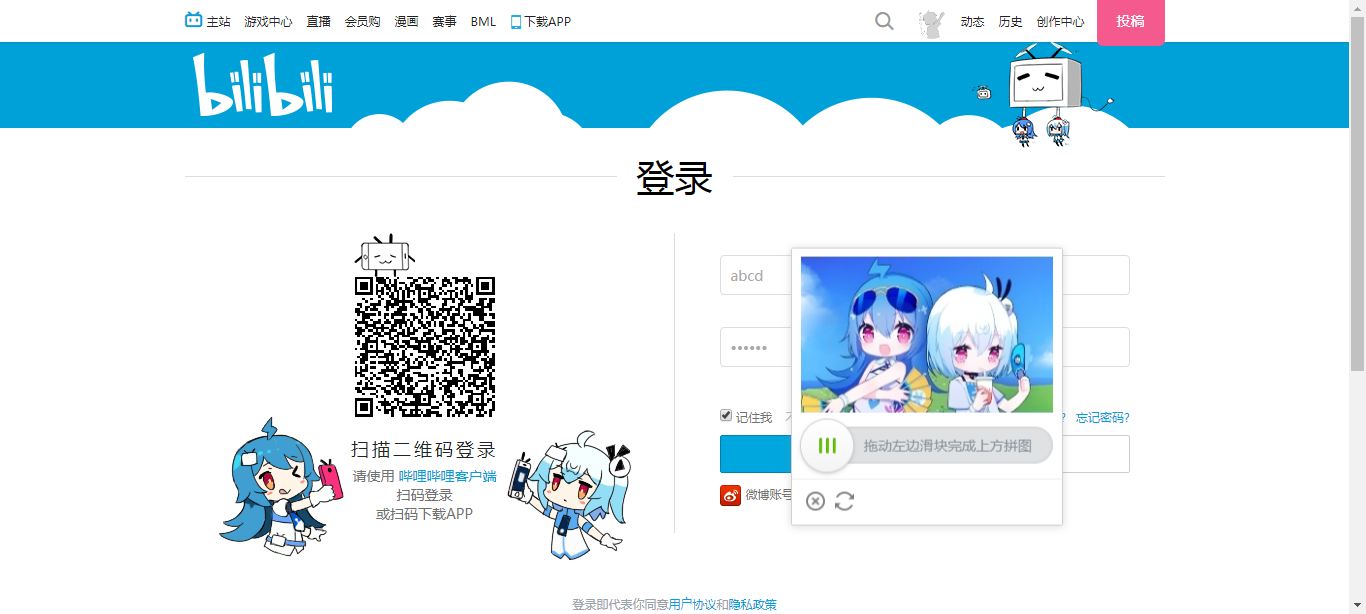 主站 游戏中心 直播 会员购 漫画 赛事 BML 下载APP 动态 历史 创作中心 投稿
bilibili
登录
abcd
••••••
记住我 忘记密码?
扫描二维码登录
拖动左边滑块完成上方拼图
请使用 哔哩哔哩客户端
扫码登录
微博账号
或扫码下载APP
登录即代表你同意用户协议和隐私政策